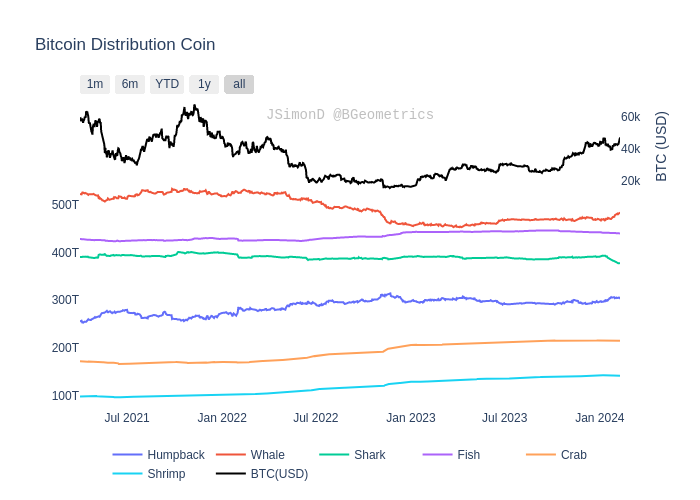 Bitcoin Distribution Coin
1m 6m YTD 1y all
JSimonD @BGeometrics
60k
40k
20k
BTC (USD)
500T
400T
300T
200T
100T
Jul 2021 Jan 2022 Jul 2022 Jan 2023 Jul 2023 Jan 2024
Humpback Whale Shark Fish Crab
Shrimp BTC(USD)